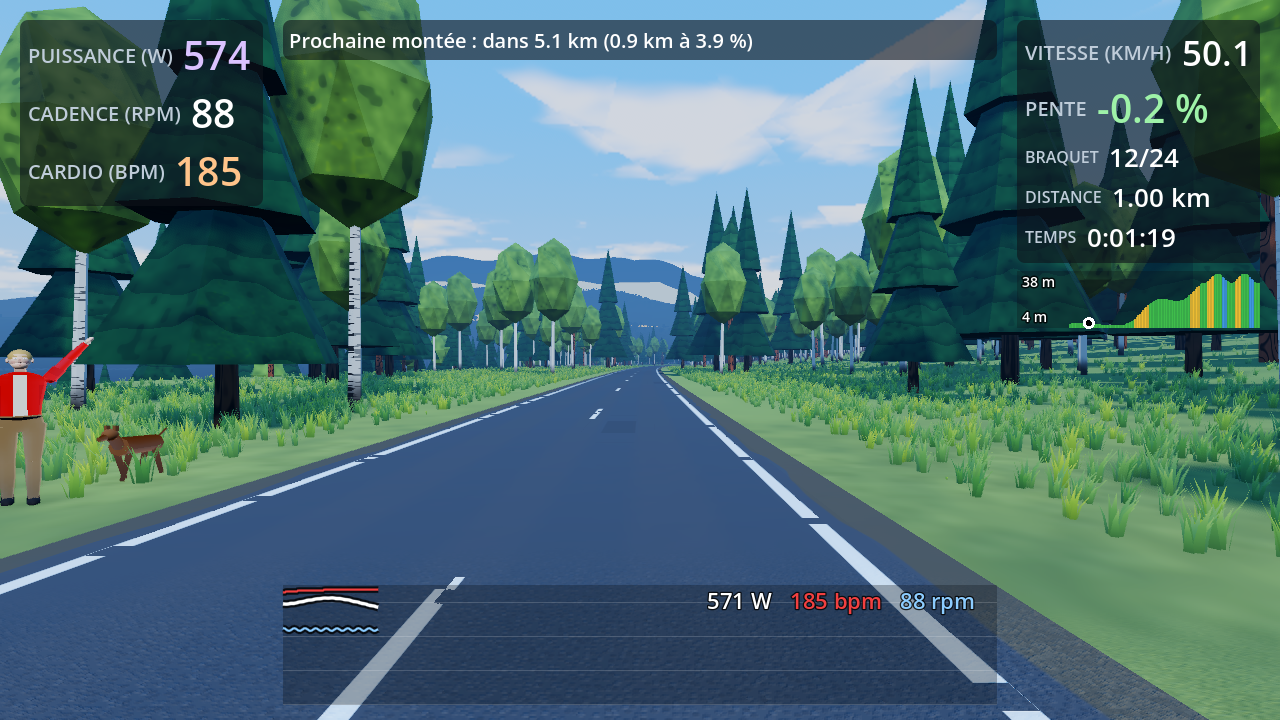 PUISSANCE (W) 574
CADENCE (RPM) 88
CARDIO (BPM) 185
Prochaine montée : dans 5.1 km (0.9 km à 3.9 %)
VITESSE (KM/H) 50.1
PENTE -0.2 %
BRAQUET 12/24
DISTANCE 1.00 km
TEMPS 0:01:19
38 m
4 m
571 W 185 bpm 88 rpm